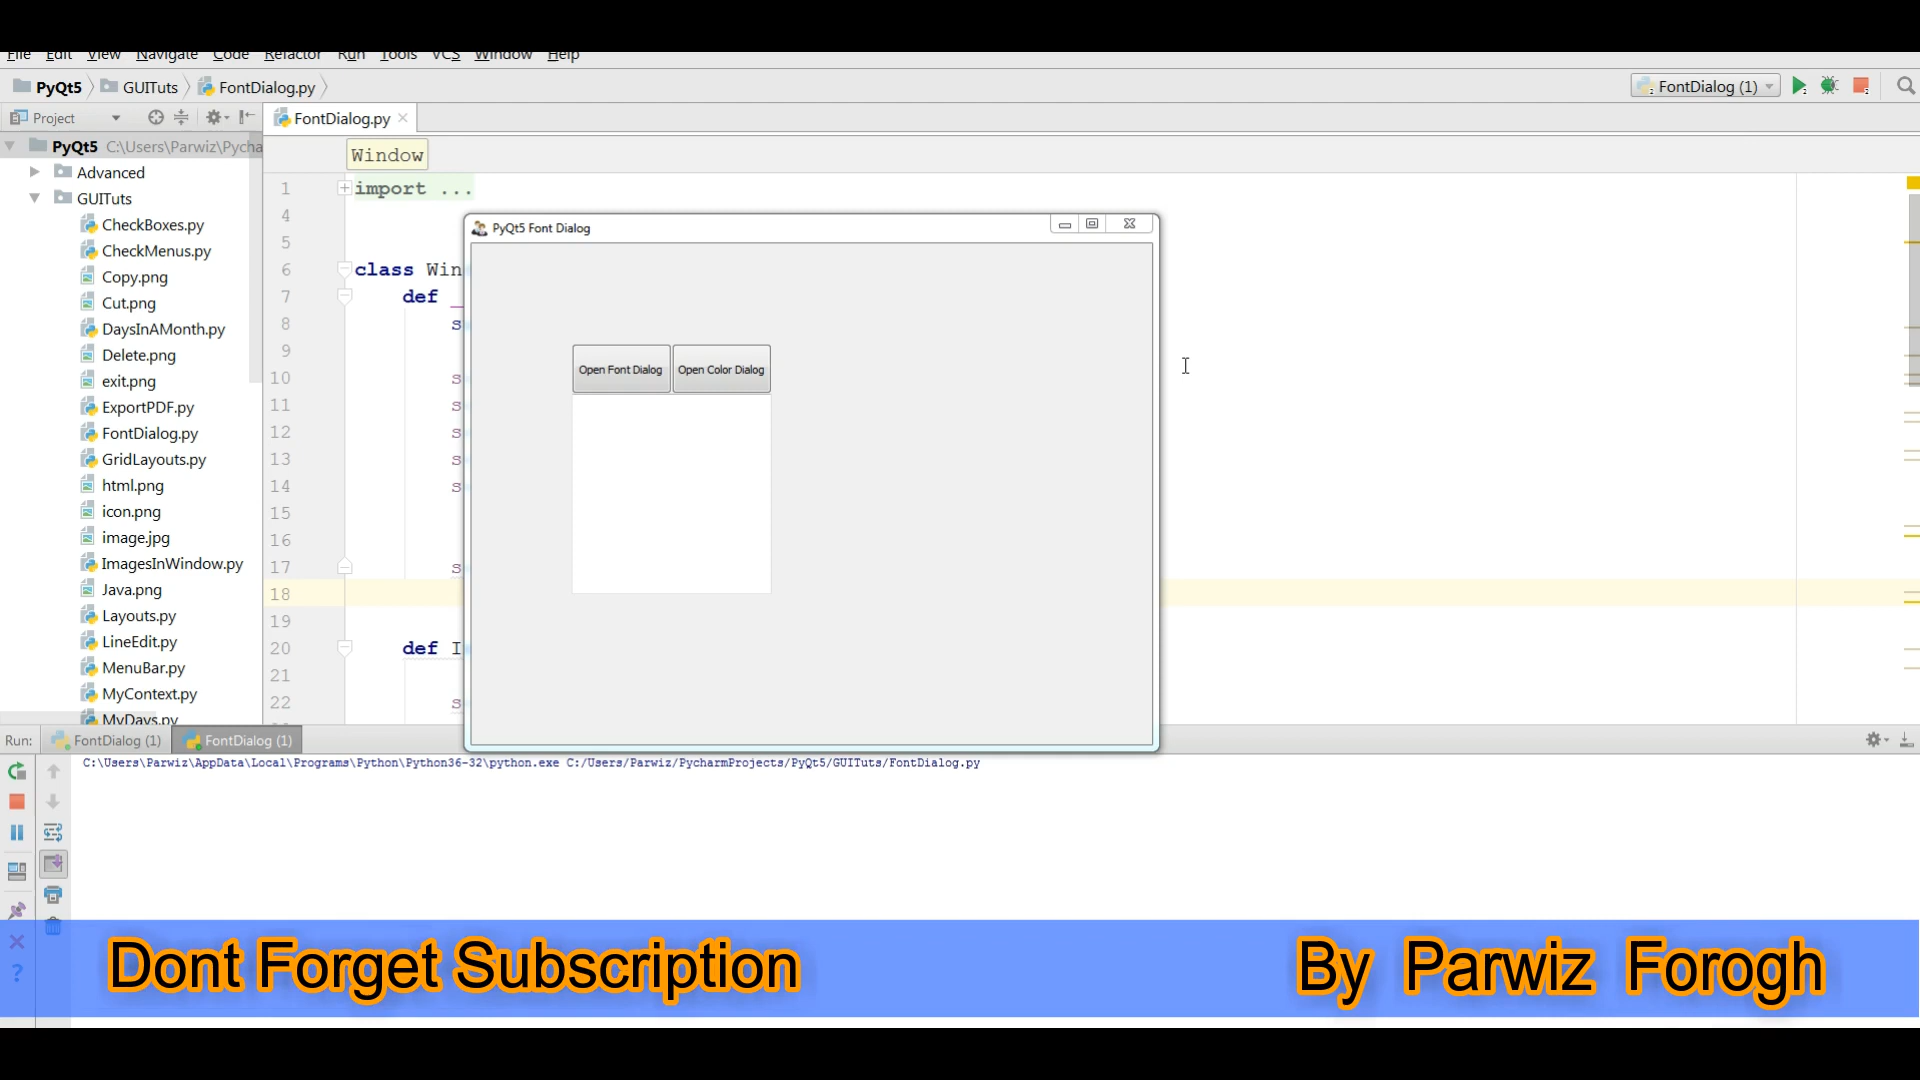 File Edit View Navigate Code Refactor Run Tools VCS Window Help
PyQt5 GUITuts FontDialog.py
FontDialog (1)
Project
FontDialog.py
PyQt5 C:\Users\Parwiz\Pycha
Window
Advanced
GUITuts
CheckBoxes.py
CheckMenus.py
Copy.png
Cut.png
DaysInAMonth.py
Delete.png
exit.png
ExportPDF.py
FontDialog.py
GridLayouts.py
html.png
icon.png
image.jpg
ImagesInWindow.py
Java.png
Layouts.py
LineEdit.py
MenuBar.py
MyContext.py
MyDays.py
1 import ...
4
5
6 class Win
7 def _
8 s
9
10 s
11 s
12 s
13 s
14 s
15
16
17 s
18
19
20 def I
21
22 s
PyQt5 Font Dialog
Open Font Dialog
Open Color Dialog
Run: FontDialog (1) FontDialog (1)
C:\Users\Parwiz\AppData\Local\Programs\Python\Python36-32\python.exe C:/Users/Parwiz/PycharmProjects/PyQt5/GUITuts/FontDialog.py
Dont Forget Subscription
By Parwiz Forogh